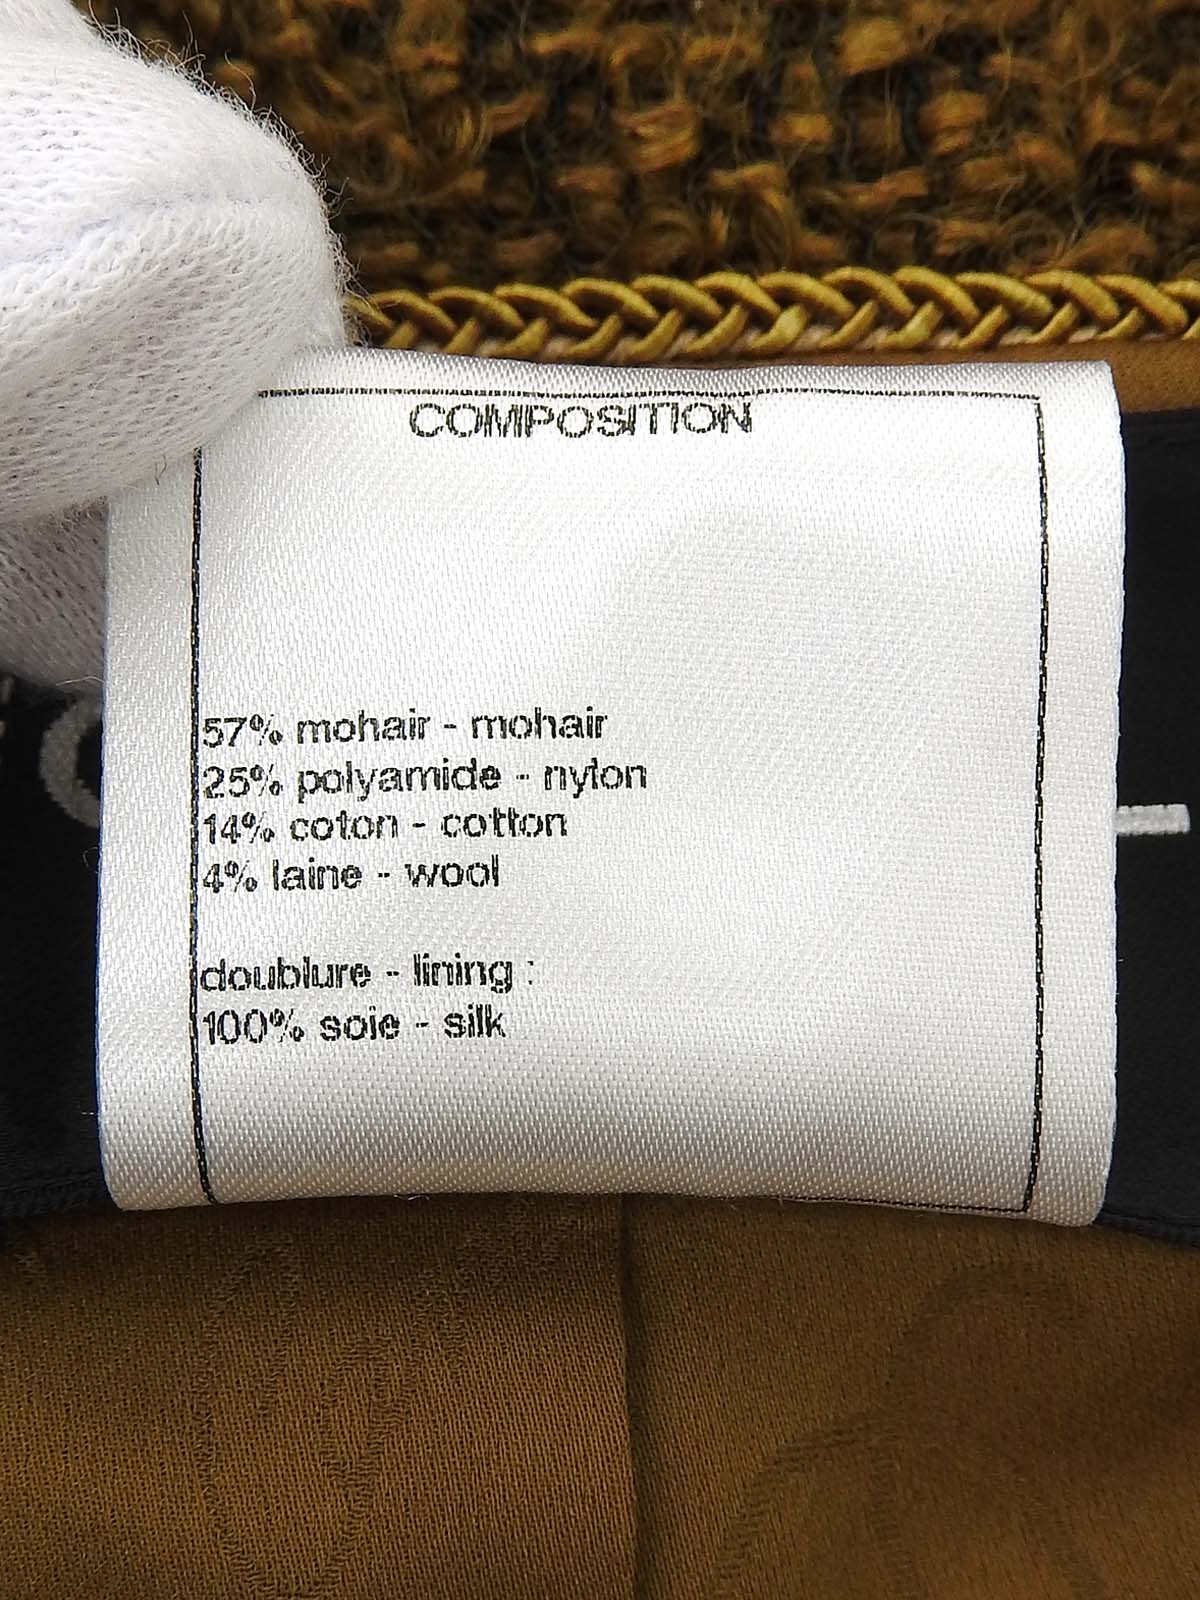 COMPOSITION
57% mohair - mohair
25% polyamide - nylon
14% coton - cotton
4% laine - wool
doublure - lining :
100% soie - silk